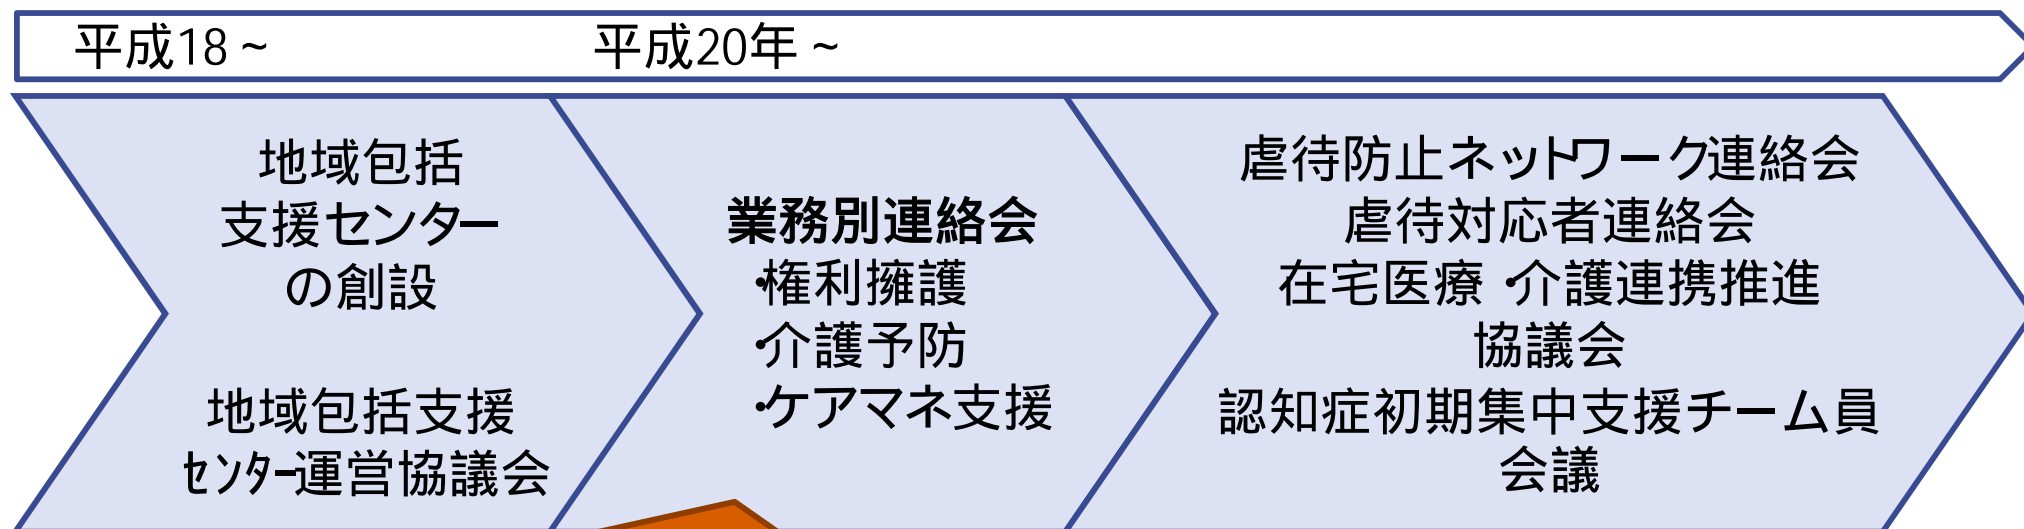 平成18～
平成20年～
地域包括
支援センター
の創設
地域包括支援
ｾﾝﾀｰ運営協議会
業務別連絡会
・権利擁護
・介護予防
・ケアマネ支援
虐待防止ネットワーク連絡会
虐待対応者連絡会
在宅医療・介護連携推進
協議会
認知症初期集中支援チーム員
会議